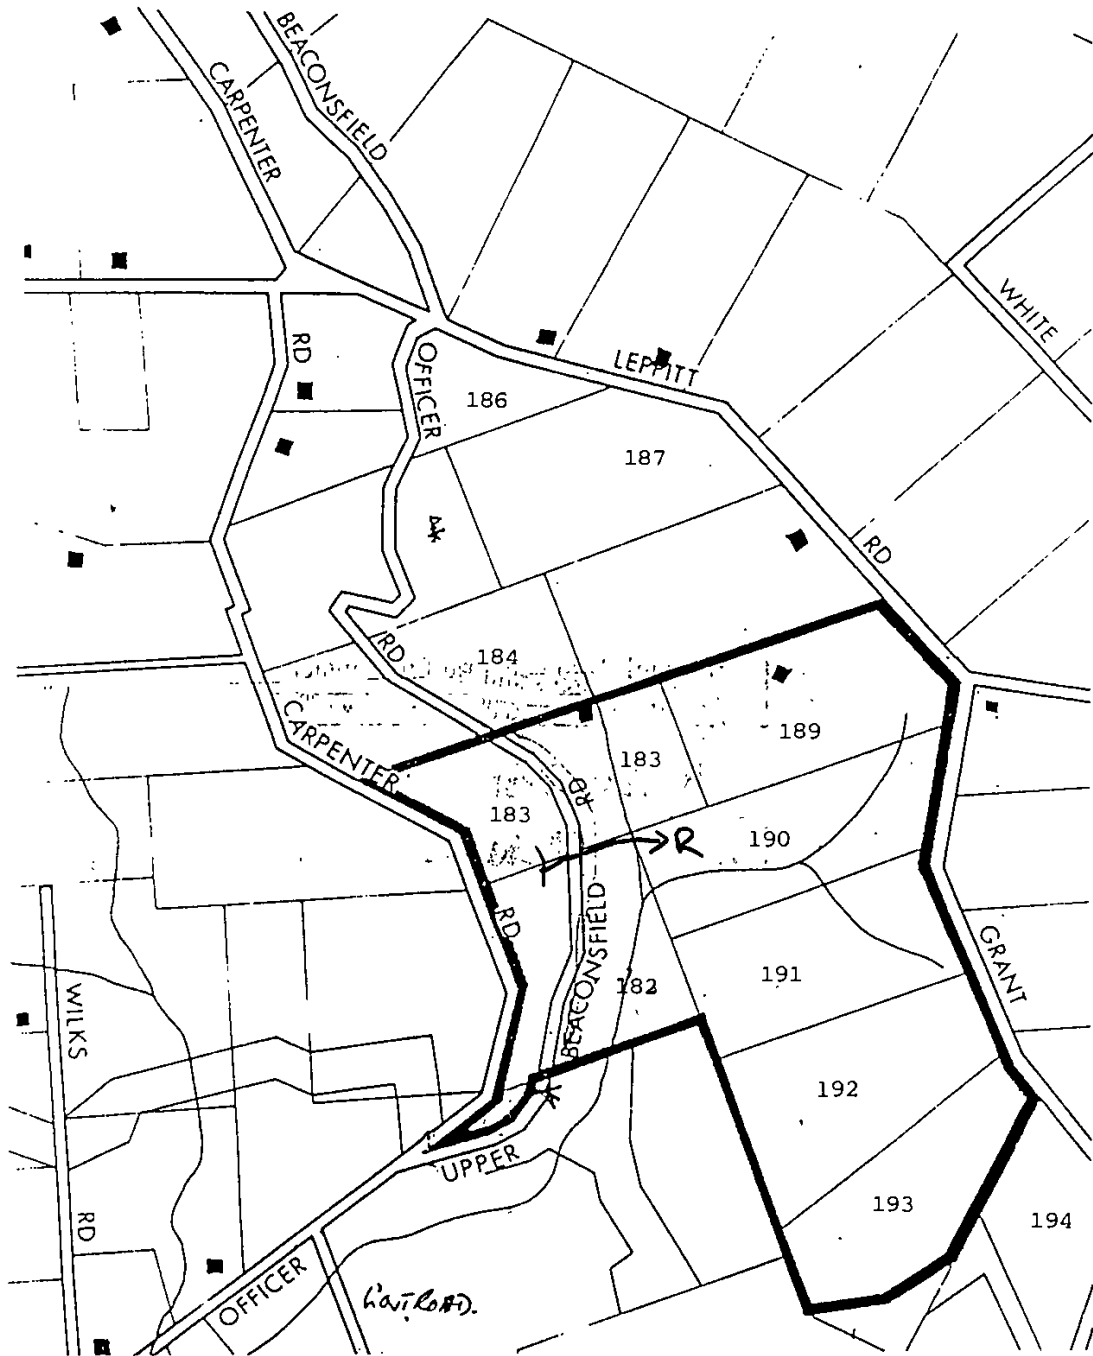 BEACONSFIELD
CARPENTER
WHITE
RD
OFFICER
LEPPITT
186
187
RD
184
RD
CARPENTER
189
183
RD
183
190
R
RD
BEACONSFIELD
GRANT
191
182
WILKS
192
UPPER
193
194
RD
OFFICER
ROAD.